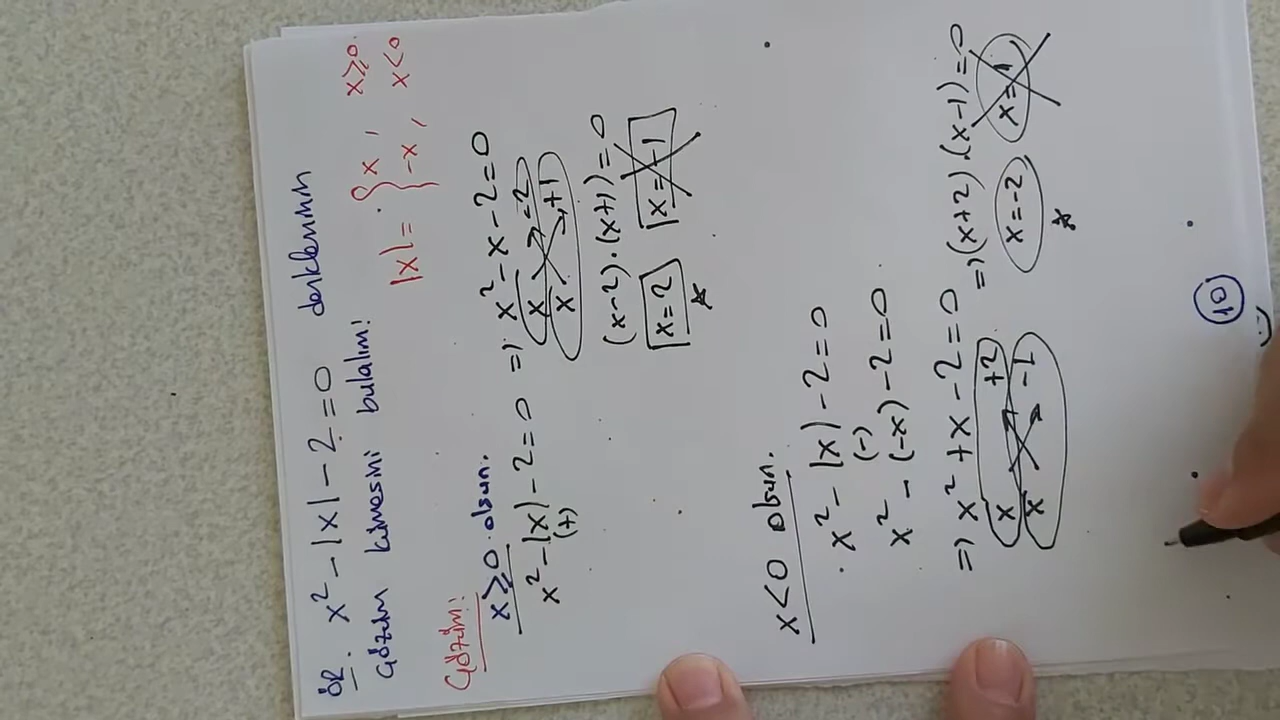 ÖR. x² - |x| - 2 = 0 denkleminin
çözüm kümesini bulalım!
|x| = { x, x ≥ 0
-x, x < 0
Çözüm:
x ≥ 0 olsun.
x² - |x| - 2 = 0 => x² - x - 2 = 0
(+)
x -2
x +1
(x-2).(x+1) = 0
x = 2 x = -1
x < 0 olsun.
x² - |x| - 2 = 0
(-)
x² - (-x) - 2 = 0
=> x² + x - 2 = 0 => (x+2).(x-1) = 0
x +2
x -1
x = -2 x = 1
10